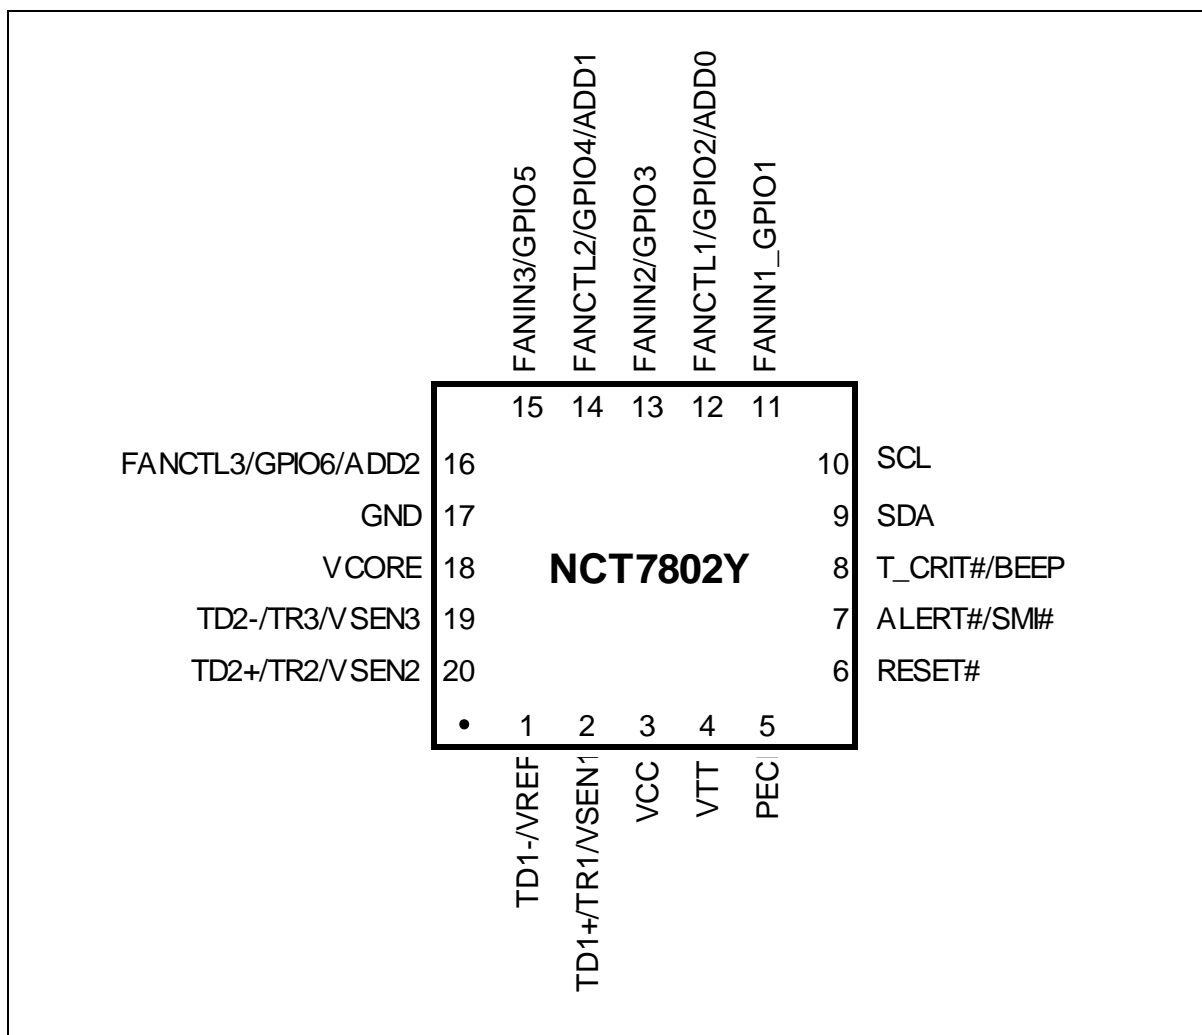 FANIN3/GPIO5
FANCTL2/GPIO4/ADD1
FANIN2/GPIO3
FANCTL1/GPIO2/ADD0
FANIN1_GPIO1
15 14 13 12 11
FANCTL3/GPIO6/ADD2 16
10 SCL
GND 17
9 SDA
VCORE 18
NCT7802Y
8 T_CRIT#/BEEP
TD2-/TR3/VSEN3 19
7 ALERT#/SMI#
TD2+/TR2/VSEN2 20
6 RESET#
1 2 3 4 5
TD1-/VREF
TD1+/TR1/VSEN1
VCC
VTT
PECI